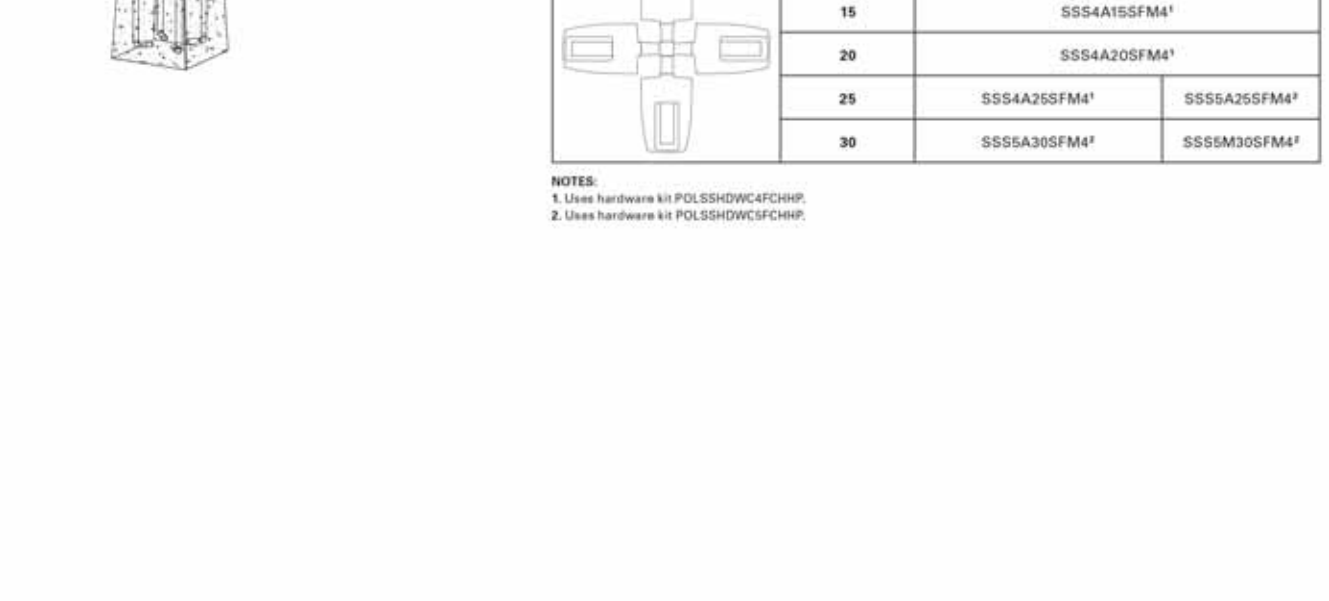 15 SSS4A15SFM4¹
20 SSS4A20SFM4¹
25 SSS4A25SFM4¹ SSS5A25SFM4²
30 SSS5A30SFM4² SSS5M30SFM4²
NOTES:
1. Uses hardware kit POLSSHDWC4FCHHP.
2. Uses hardware kit POLSSHDWC5FCHHP.